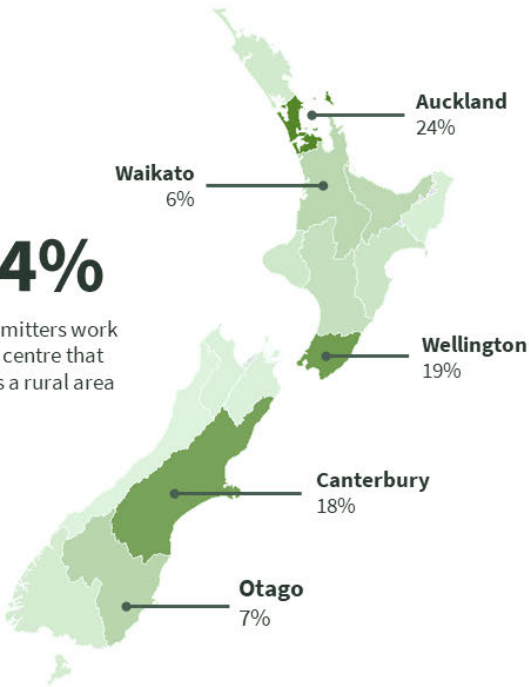 Auckland
24%
Waikato
6%
4%
mitters work
centre that
s a rural area
Wellington
19%
Canterbury
18%
Otago
7%